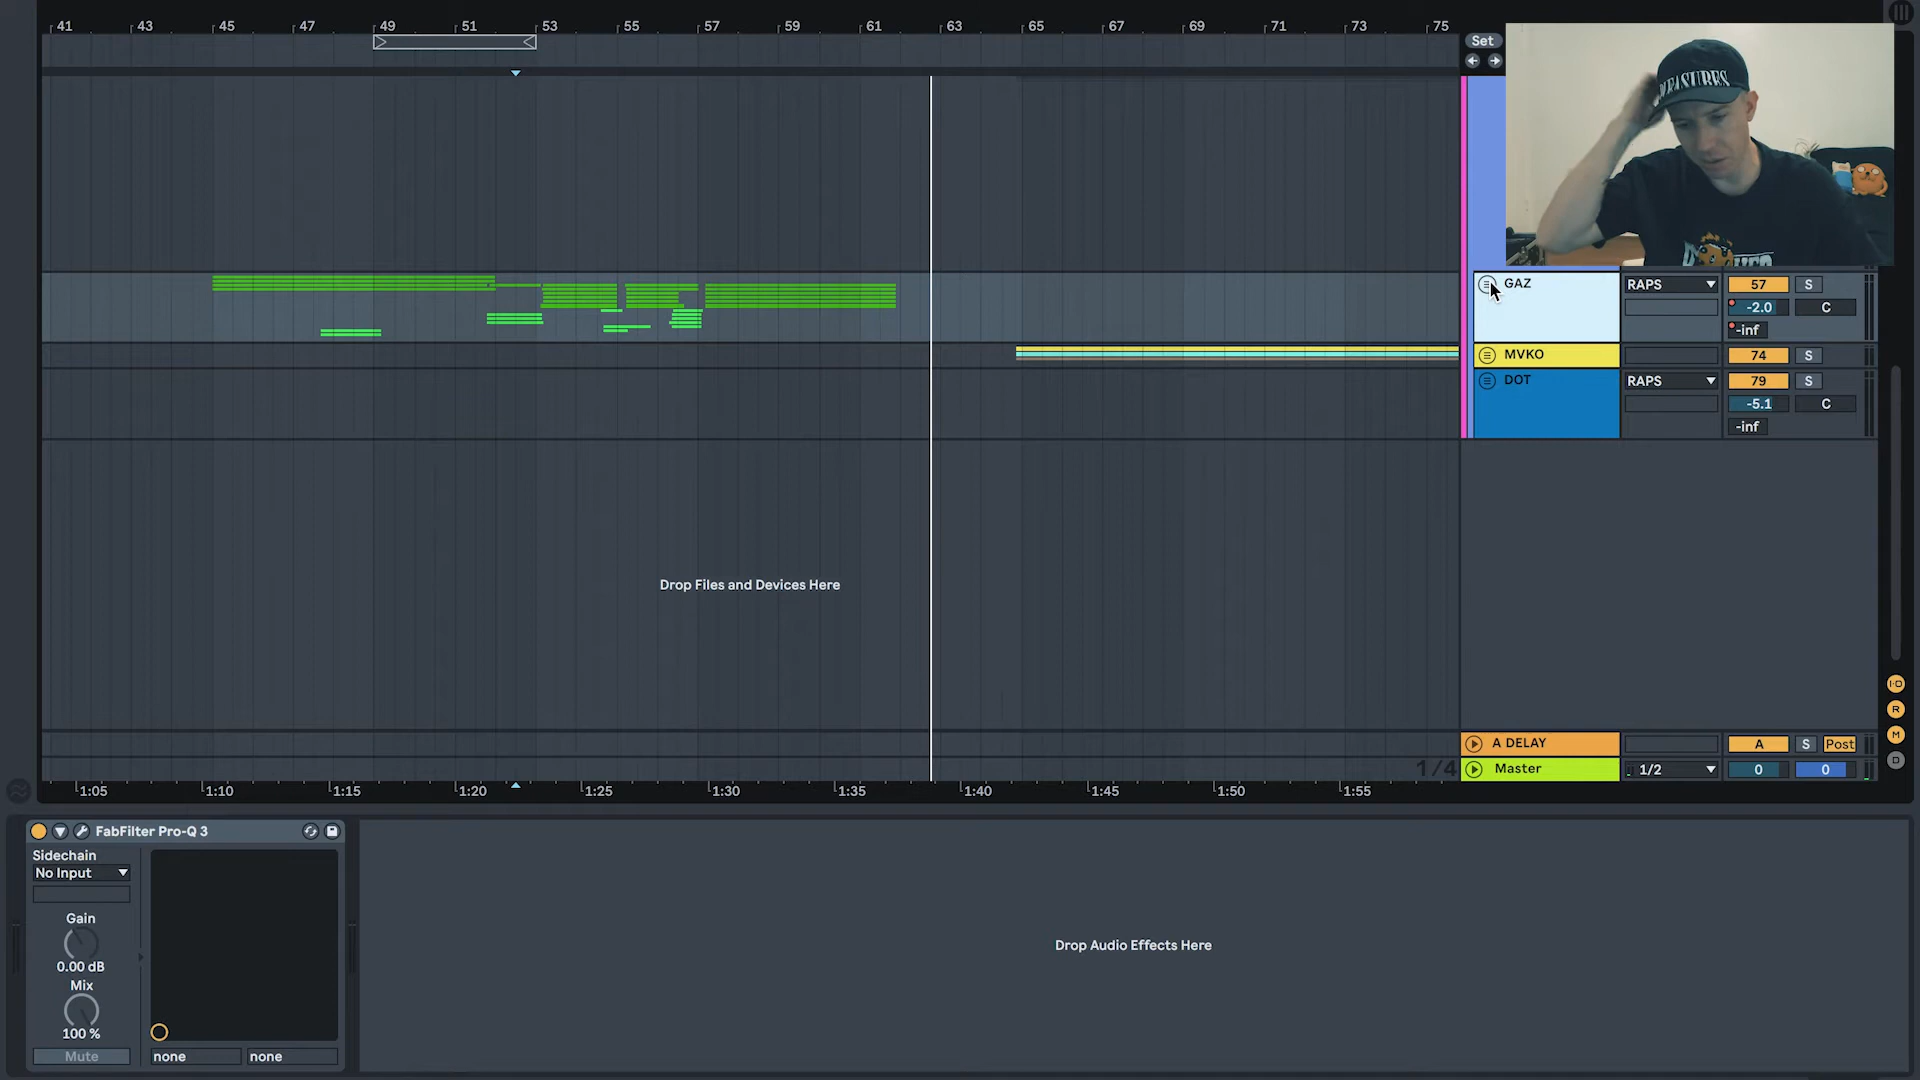 41 43 45 47 49 51 53 55 57 59 61 63 65 67 69 71 73 75
Set
GAZ RAPS 57 S
-2.0 C
-inf
MVKO 74 S
DOT RAPS 79 S
-5.1 C
-inf
Drop Files and Devices Here
I·O
R
M
D
A DELAY A S Post
1/4
Master 1/2 0 0
1:05 1:10 1:15 1:20 1:25 1:30 1:35 1:40 1:45 1:50 1:55
FabFilter Pro-Q 3
Sidechain
No Input
Gain
0.00 dB
Mix
100 %
Mute none none
Drop Audio Effects Here